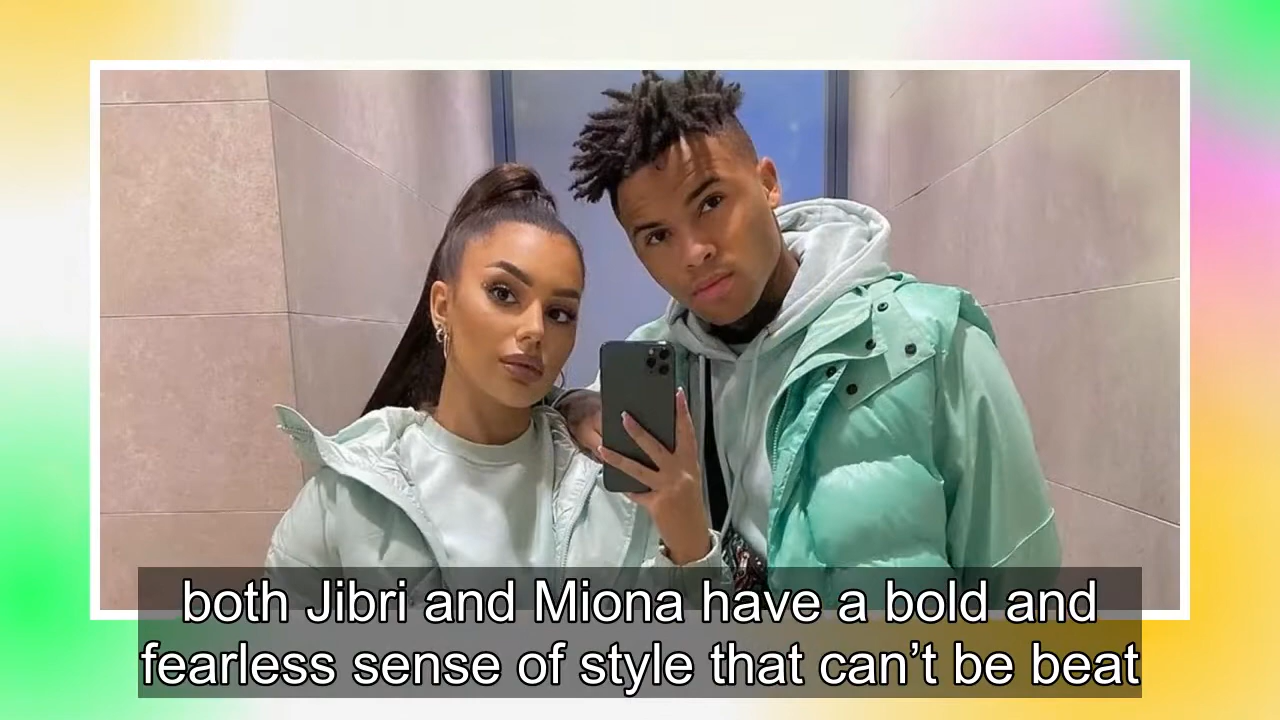 both Jibri and Miona have a bold and
fearless sense of style that can’t be beat